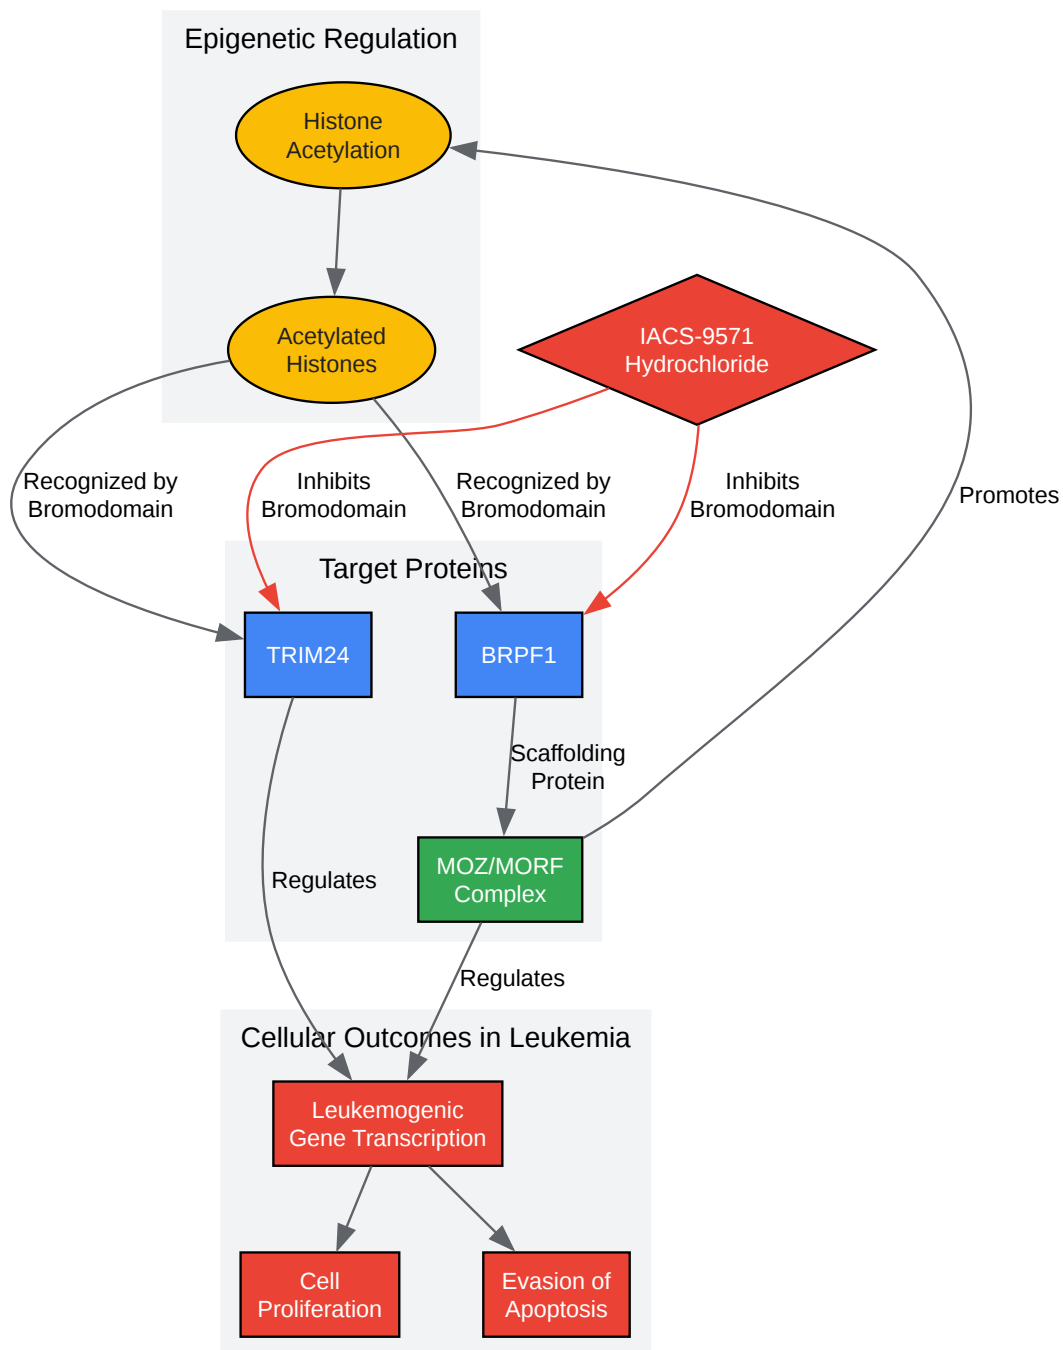 Epigenetic Regulation
Histone
Acetylation
Acetylated
Histones
IACS-9571
Hydrochloride
Recognized by
Bromodomain
Inhibits
Bromodomain
Recognized by
Bromodomain
Inhibits
Bromodomain
Promotes
Target Proteins
TRIM24
BRPF1
Scaffolding
Protein
MOZ/MORF
Complex
Regulates
Regulates
Cellular Outcomes in Leukemia
Leukemogenic
Gene Transcription
Cell
Proliferation
Evasion of
Apoptosis